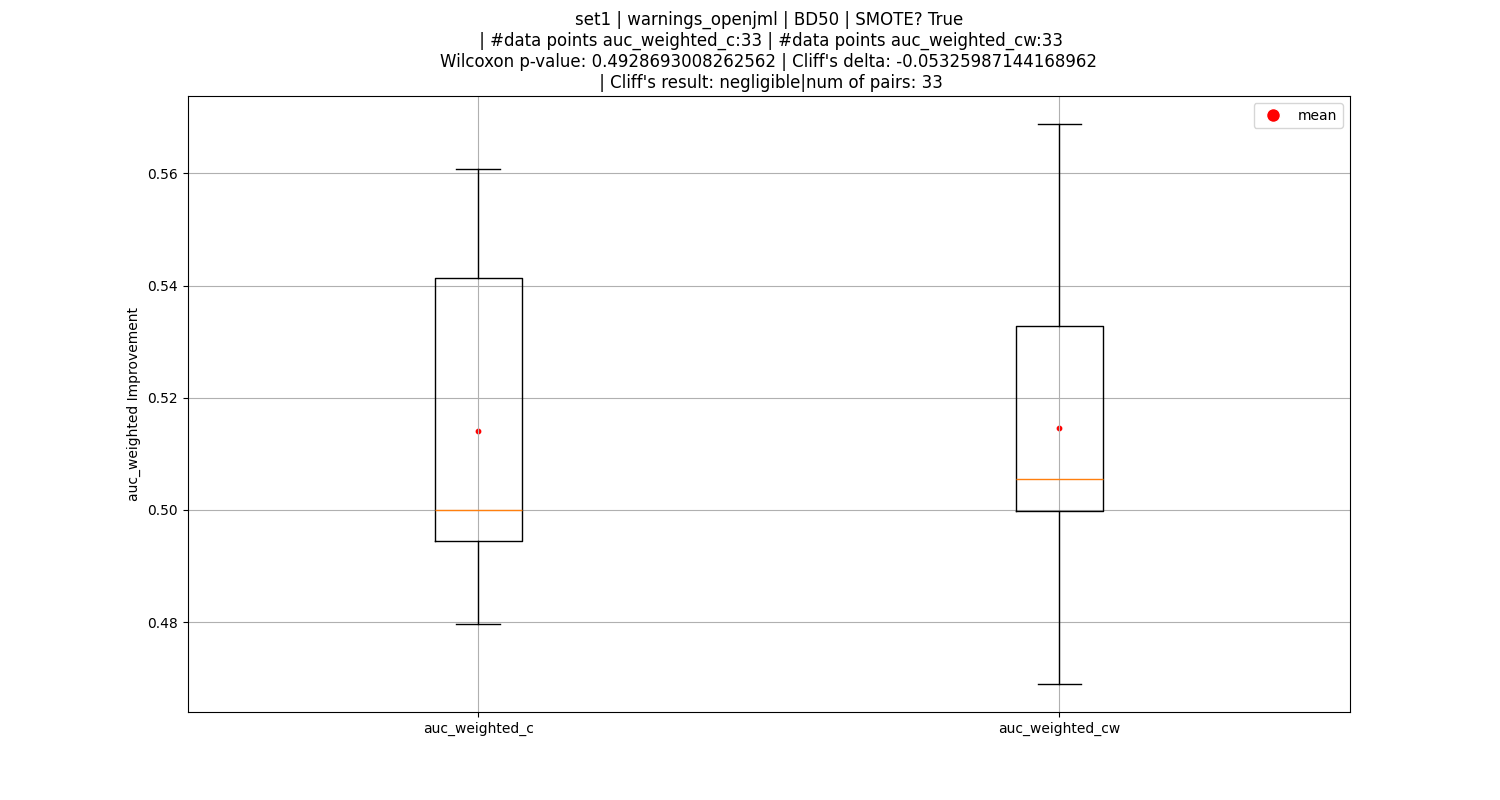 set1 | warnings_openjml | BD50 | SMOTE? True
| #data points auc_weighted_c:33 | #data points auc_weighted_cw:33
Wilcoxon p-value: 0.4928693008262562 | Cliff's delta: -0.05325987144168962
| Cliff's result: negligible|num of pairs: 33
mean
0.56
0.54
0.52
0.50
0.48
auc_weighted Improvement
auc_weighted_c
auc_weighted_cw